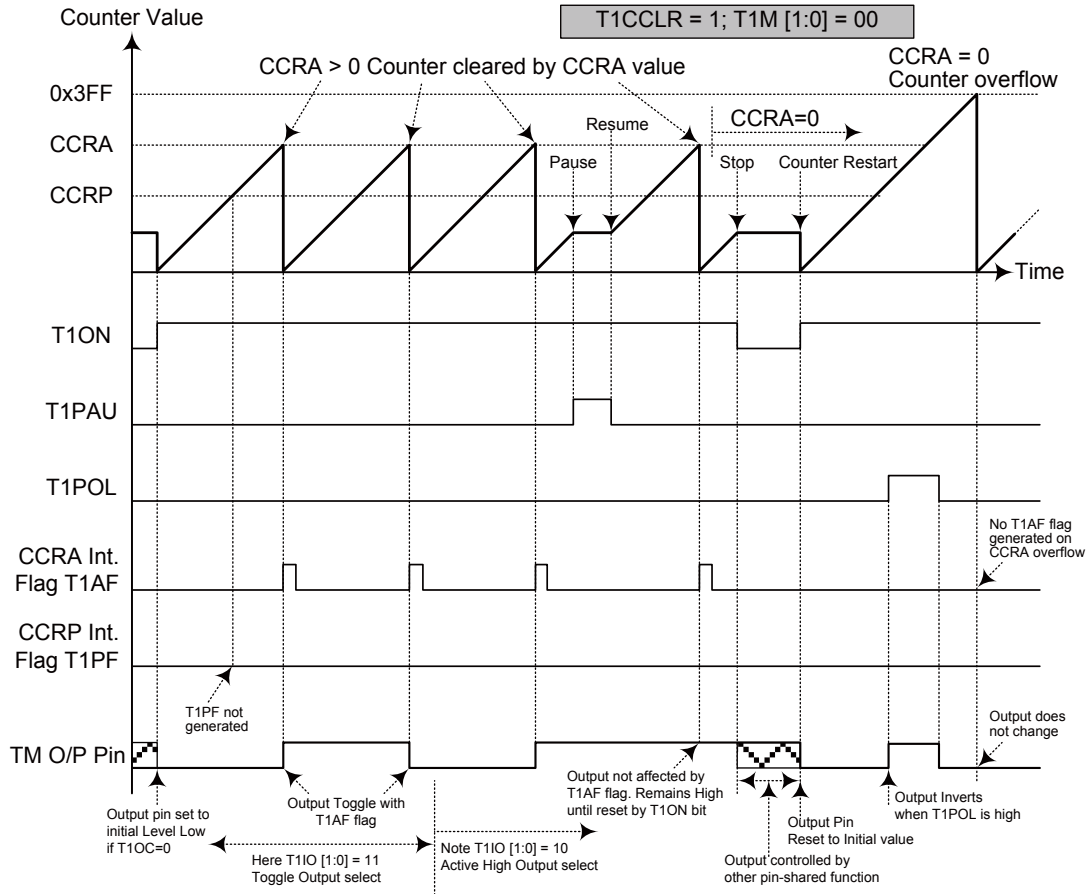 Counter Value
T1CCLR = 1; T1M [1:0] = 00
CCRA > 0 Counter cleared by CCRA value
CCRA = 0
Counter overflow
0x3FF
CCRA
CCRP
Resume
CCRA=0
Pause
Stop
Counter Restart
Time
T1ON
T1PAU
T1POL
No T1AF flag
generated on
CCRA overflow
CCRA Int.
Flag T1AF
CCRP Int.
Flag T1PF
T1PF not
generated
TM O/P Pin
Output does
not change
Output pin set to
initial Level Low
if T1OC=0
Output Toggle with
T1AF flag
Output not affected by
T1AF flag. Remains High
until reset by T1ON bit
Output Inverts
when T1POL is high
Output Pin
Reset to Initial value
Here T1IO [1:0] = 11
Toggle Output select
Note T1IO [1:0] = 10
Active High Output select
Output controlled by
other pin-shared function